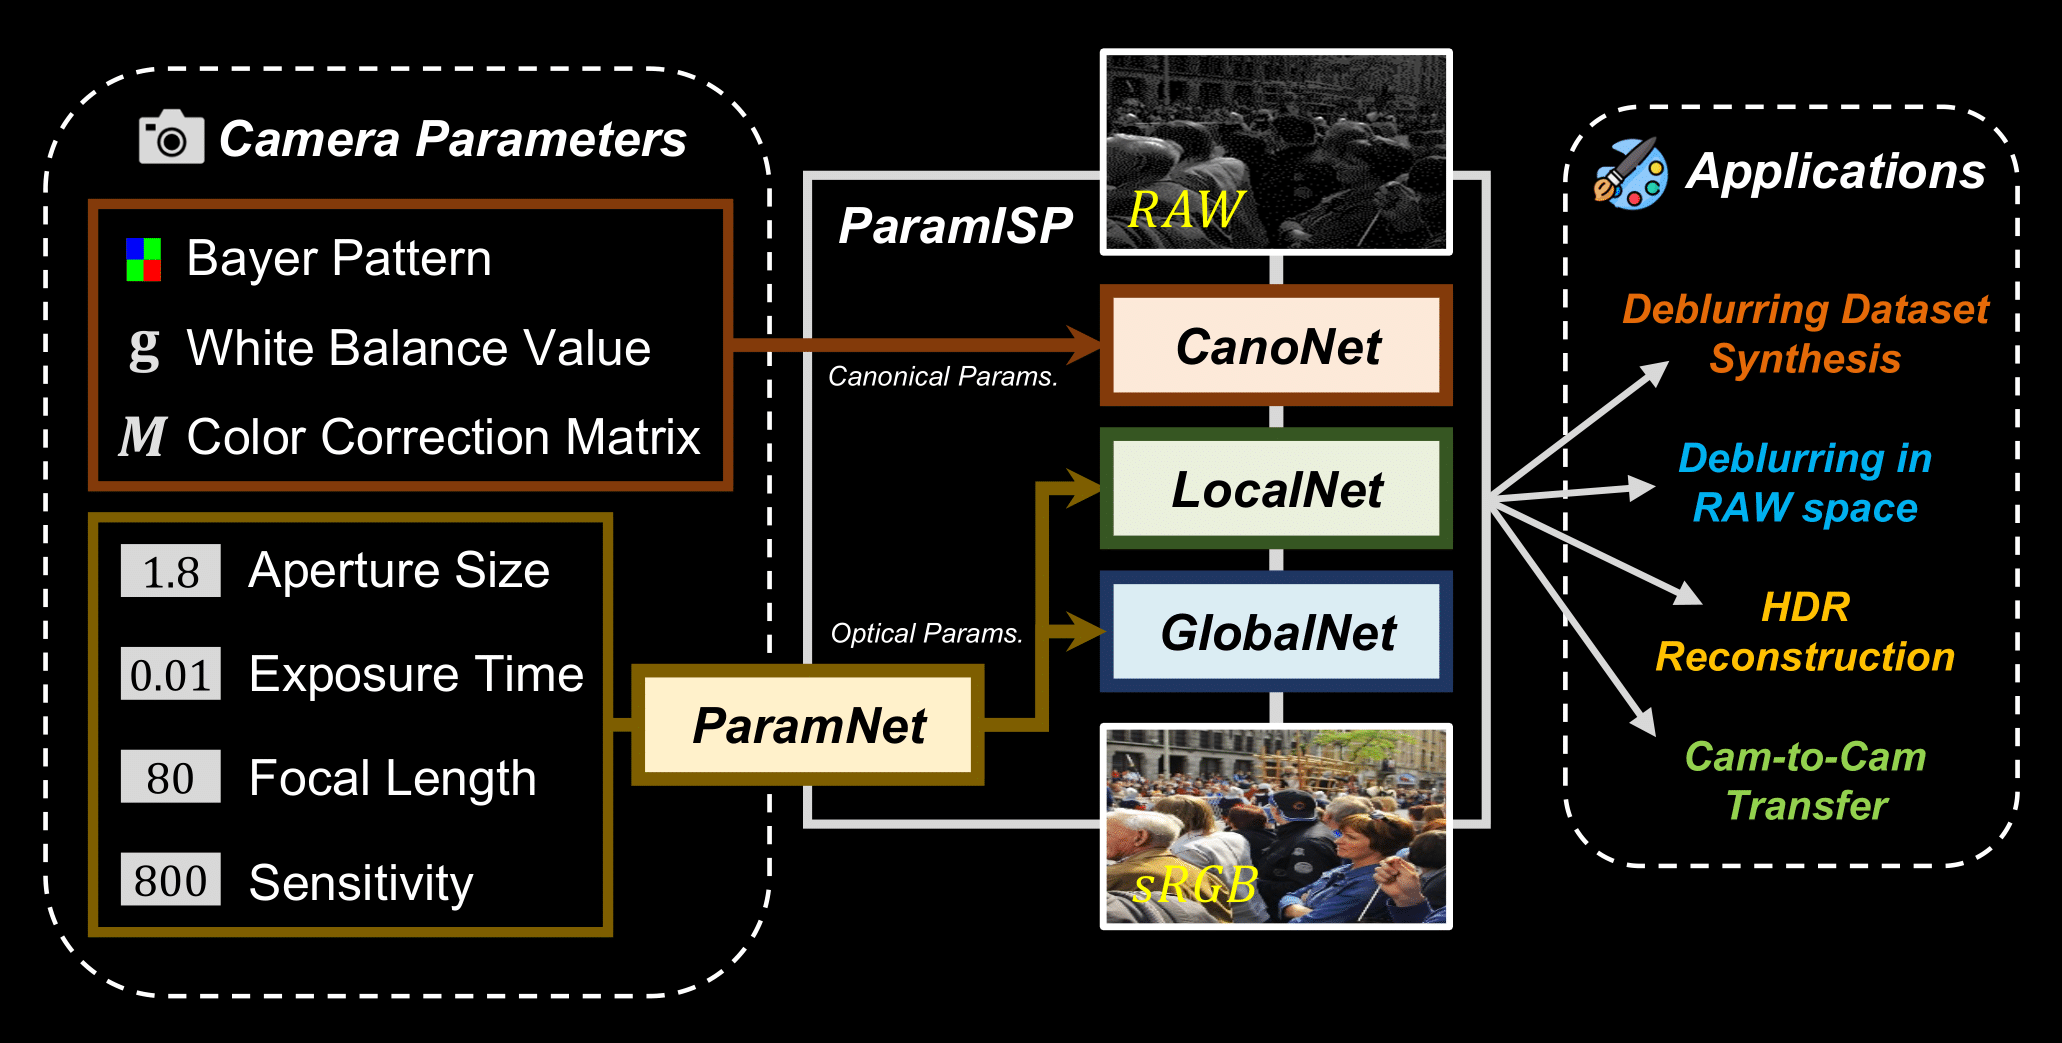 Camera Parameters
Bayer Pattern
g White Balance Value
M Color Correction Matrix
1.8 Aperture Size
0.01 Exposure Time
80 Focal Length
800 Sensitivity
ParamNet
ParamISP
RAW
Canonical Params.
CanoNet
LocalNet
Optical Params.
GlobalNet
sRGB
Applications
Deblurring Dataset
Synthesis
Deblurring in
RAW space
HDR
Reconstruction
Cam-to-Cam
Transfer